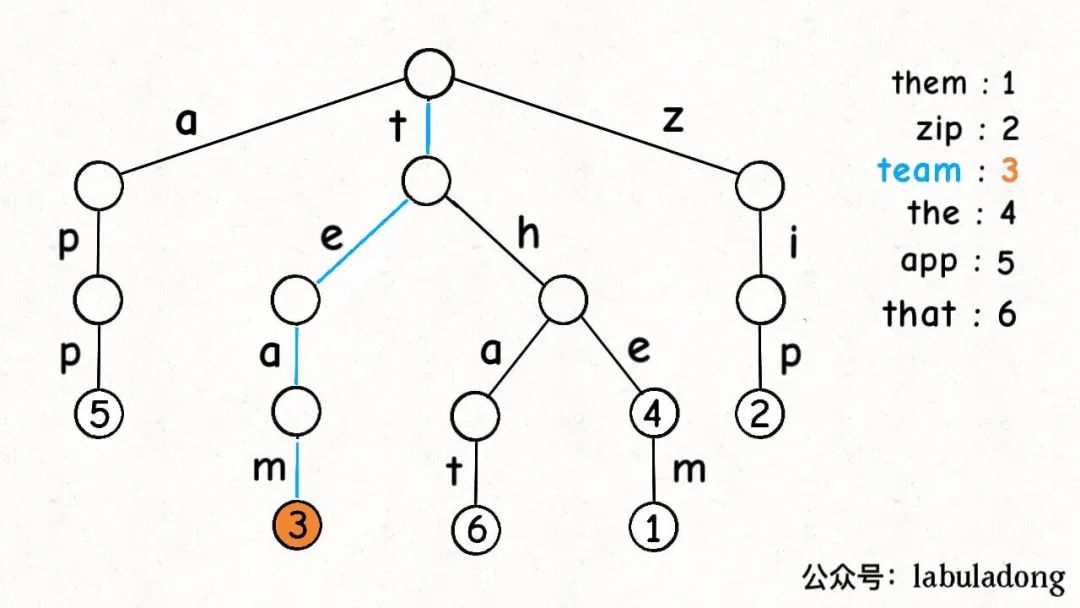 a
t
z
them : 1
zip : 2
team : 3
the : 4
app : 5
that : 6
p
e
h
i
p
a
a
e
p
5
4
2
m
t
m
3
6
1
公众号：labuladong